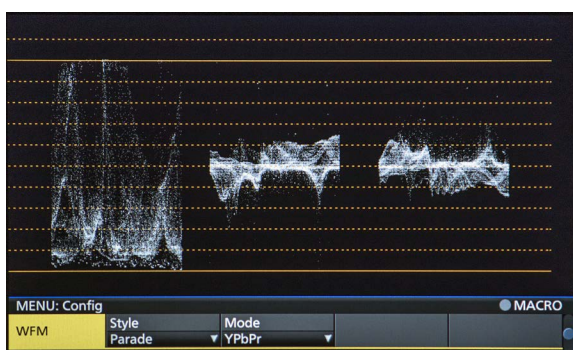 MENU: Config
MACRO
WFM
Style
Mode
Parade
YPbPr